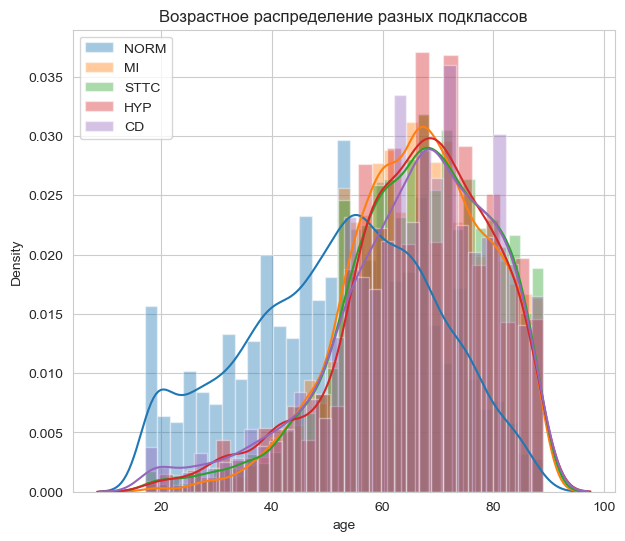 Возрастное распределение разных подклассов
NORM
MI
STTC
HYP
CD
0.035
0.030
0.025
0.020
0.015
0.010
0.005
0.000
Density
20
40
60
80
100
age